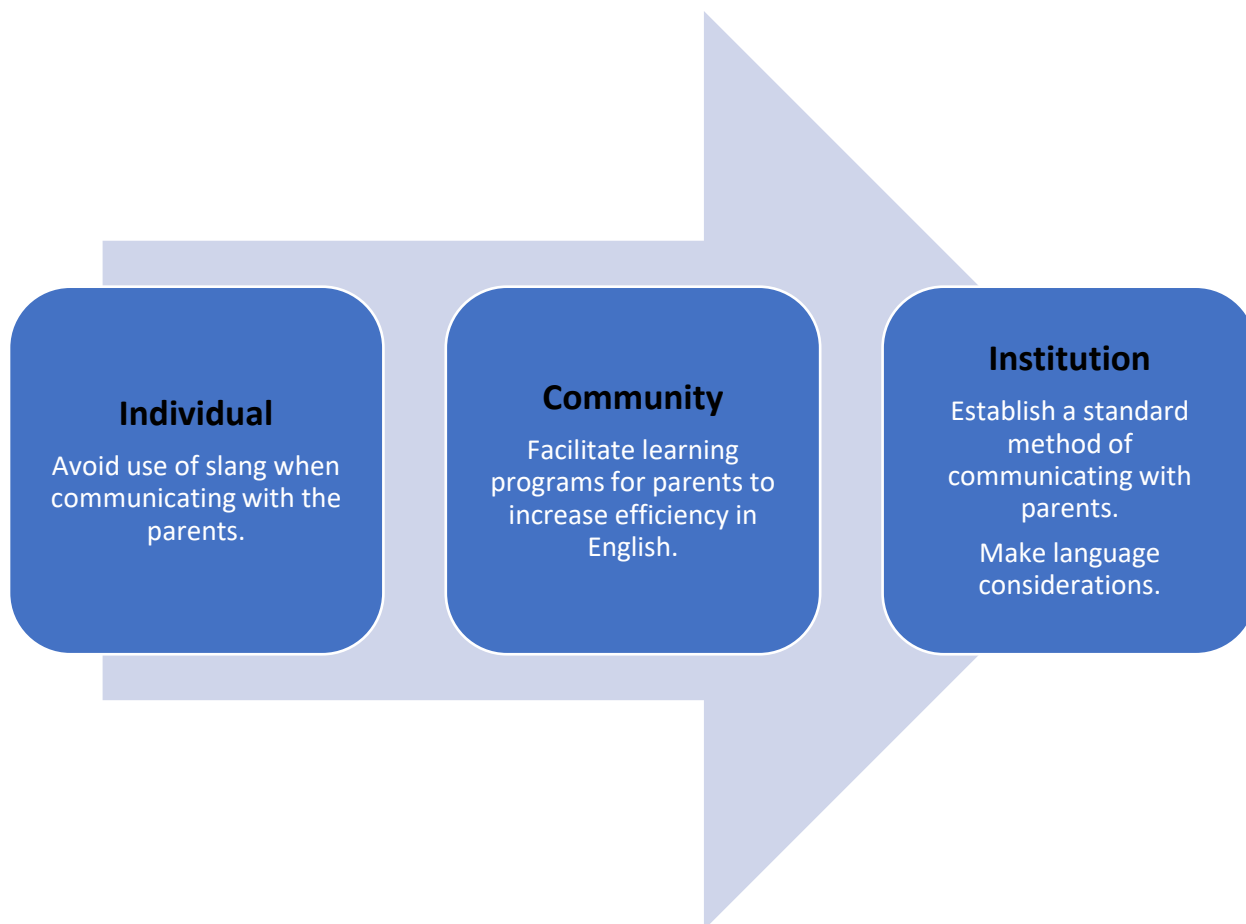 Individual
Avoid use of slang when
communicating with the
parents.
Community
Facilitate learning
programs for parents to
increase efficiency in
English.
Institution
Establish a standard
method of
communicating with
parents.
Make language
considerations.